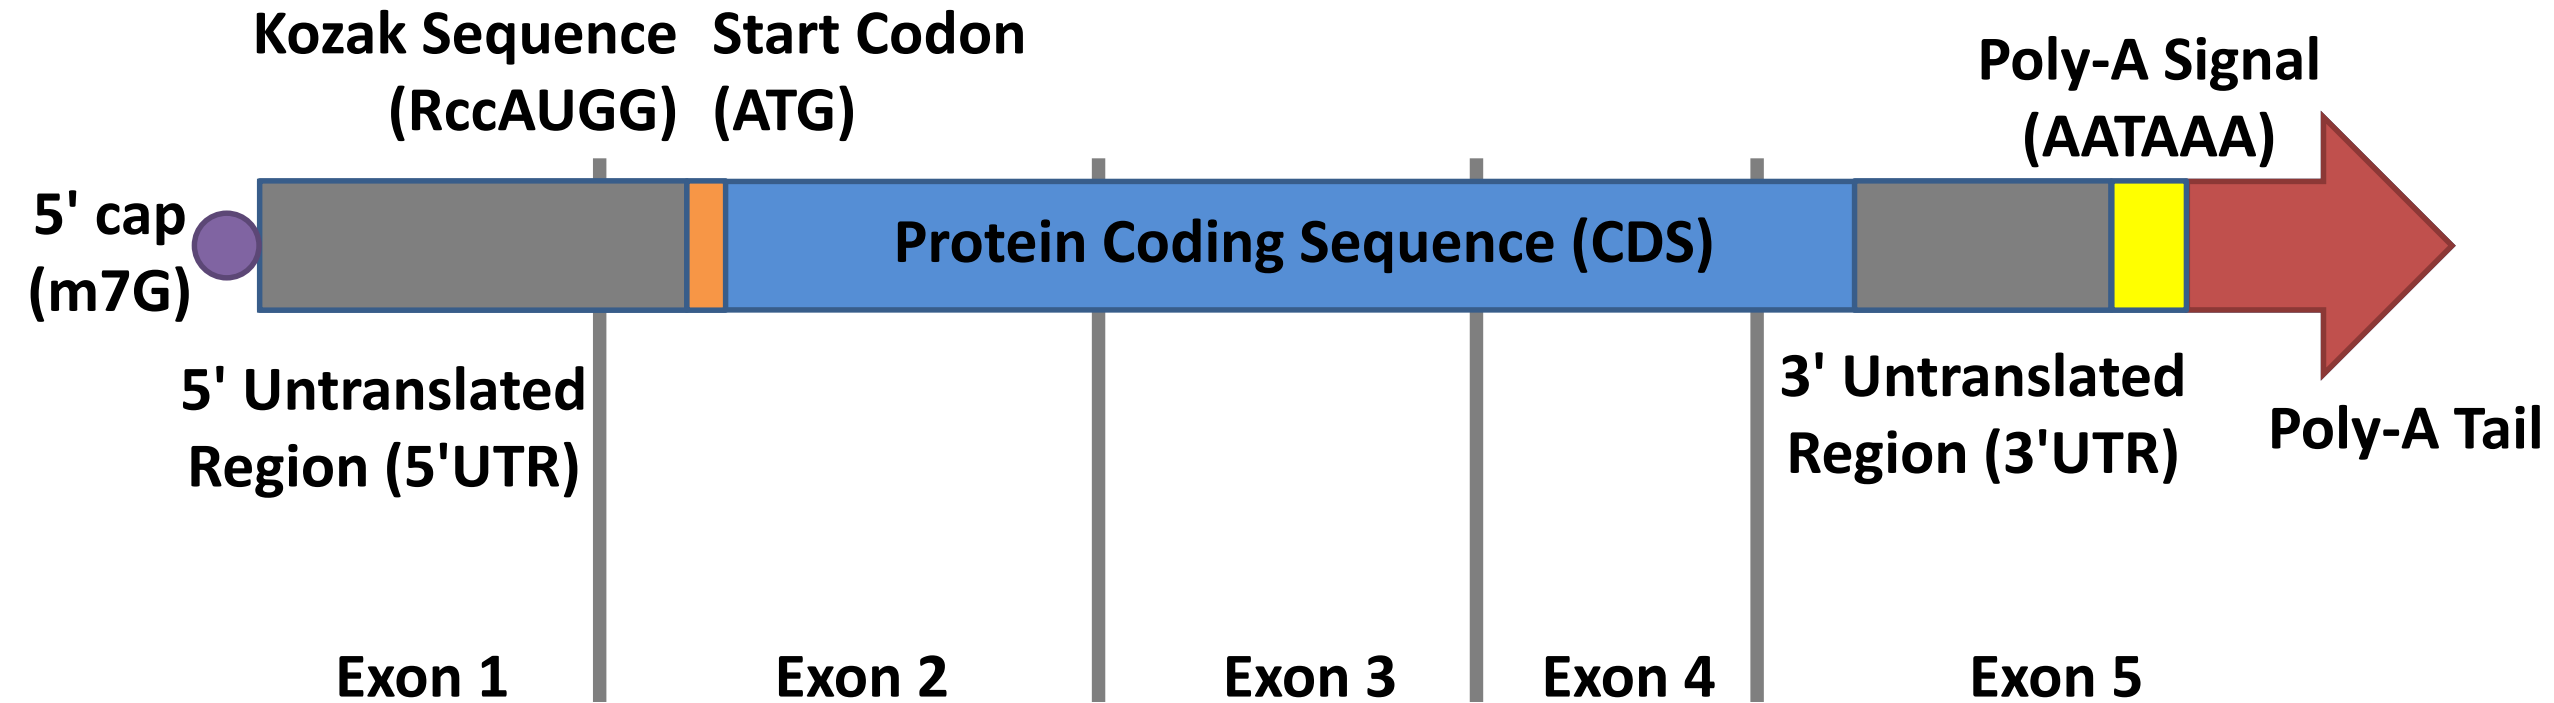 Kozak Sequence
(RccAUGG)
Start Codon
(ATG)
Poly-A Signal
(AATAAA)
5' cap
(m7G)
Protein Coding Sequence (CDS)
5' Untranslated
Region (5'UTR)
3' Untranslated
Region (3'UTR)
Poly-A Tail
Exon 1
Exon 2
Exon 3
Exon 4
Exon 5